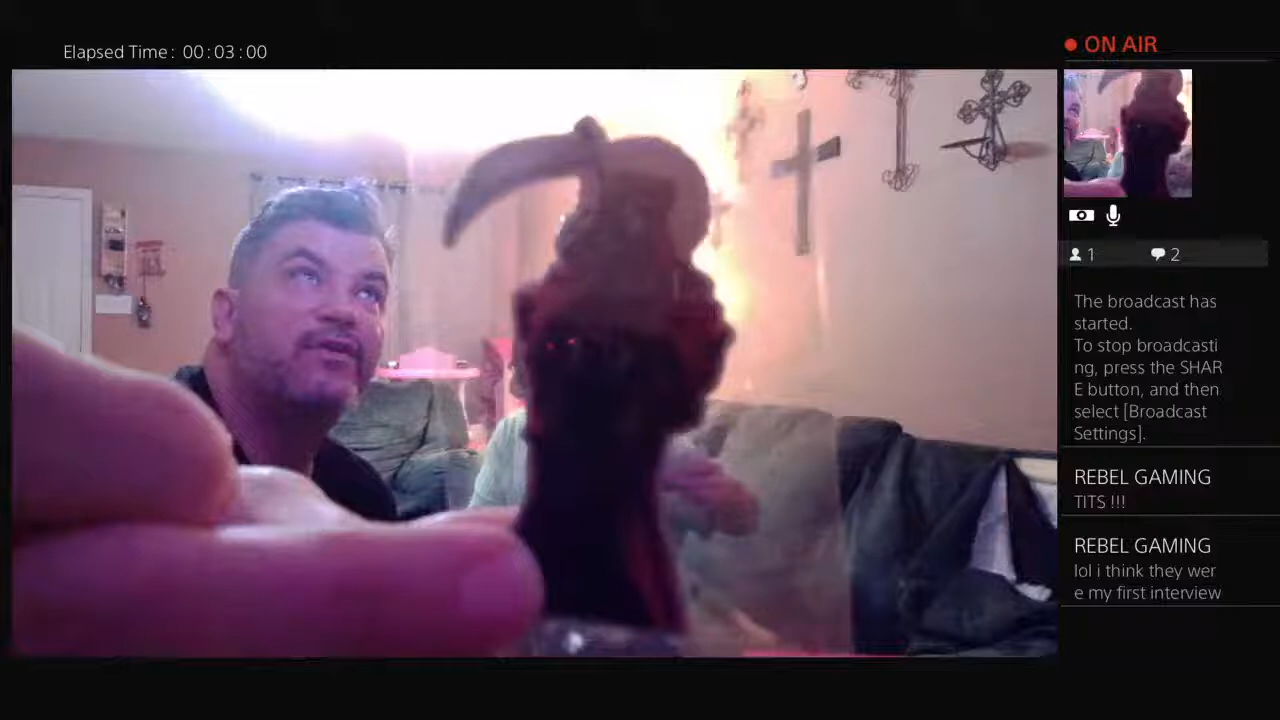 Elapsed Time: 00:03:00
ON AIR
1 2
The broadcast has
started.
To stop broadcasti
ng, press the SHAR
E button, and then
select [Broadcast
Settings].
REBEL GAMING
TITS !!!
REBEL GAMING
lol i think they wer
e my first interview